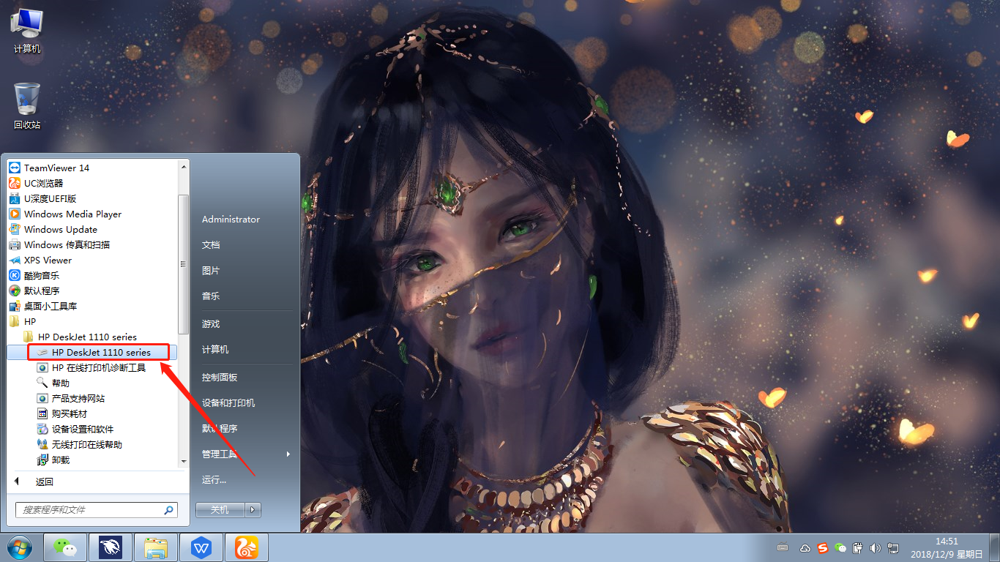 计算机
回收站
TeamViewer 14
UC浏览器
U深度UEFI版
Windows Media Player
Windows Update
Windows 传真和扫描
XPS Viewer
酷狗音乐
默认程序
桌面小工具库
HP
HP DeskJet 1110 series
HP DeskJet 1110 series
HP 在线打印机诊断工具
帮助
产品支持网站
购买耗材
设备设置和软件
无线打印在线帮助
卸载
返回
搜索程序和文件
Administrator
文档
图片
音乐
游戏
计算机
控制面板
设备和打印机
默认程序
管理工具
运行...
关机
14:51
2018/12/9 星期日